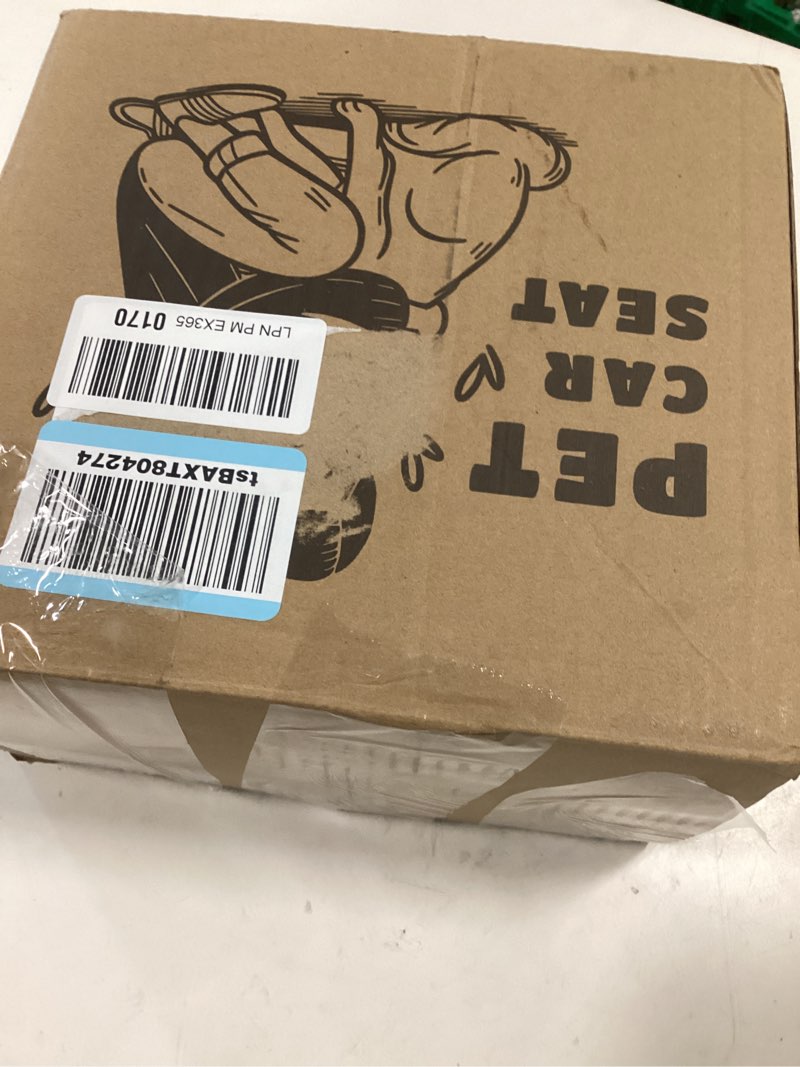 PET
CAR
SEAT
tsBAXT804274
LPN PM EX365 0170